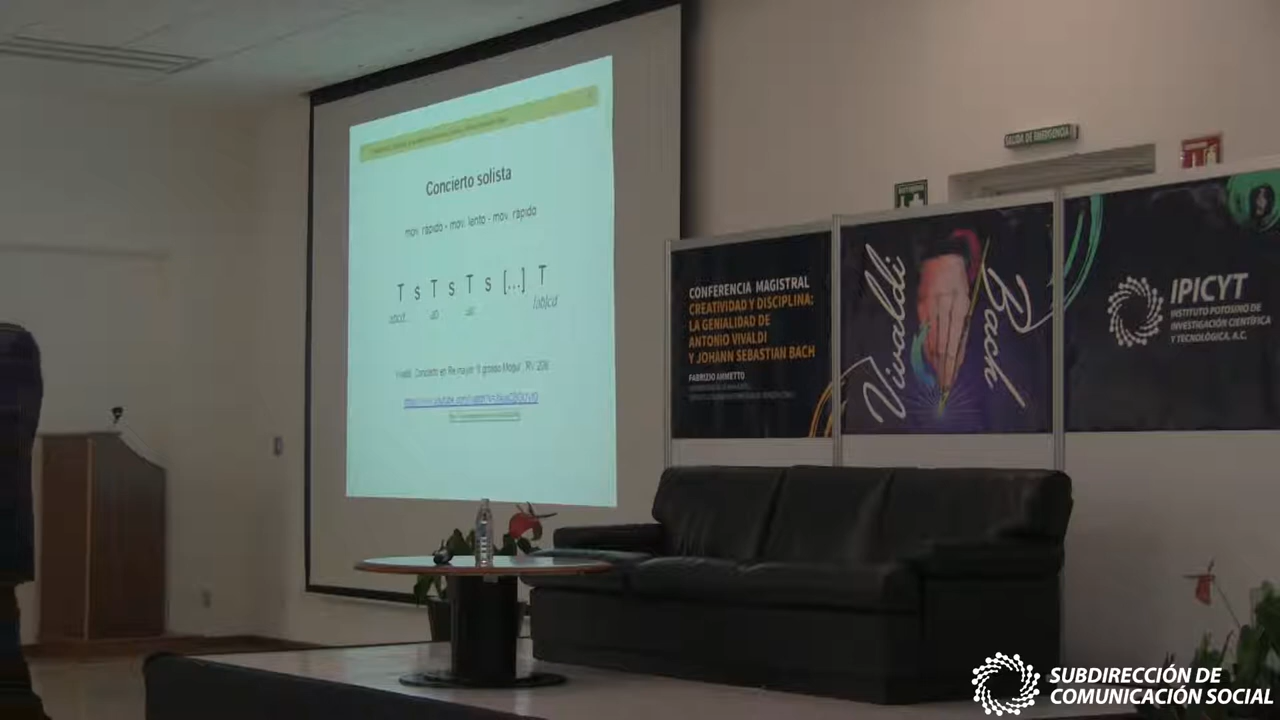 Concierto solista
mov. rápido - mov. lento - mov. rápido
T s T s T s [...] T
Vivaldi, Concierto en Re mayor "Il grosso Mogul", RV 208
SALIDA DE EMERGENCIA
CONFERENCIA MAGISTRAL
CREATIVIDAD Y DISCIPLINA:
LA GENIALIDAD DE
ANTONIO VIVALDI
Y JOHANN SEBASTIAN BACH
FABRIZIO AMMETTO
Vivaldi
Bach
IPICYT
INSTITUTO POTOSINO DE
INVESTIGACIÓN CIENTÍFICA
Y TECNOLÓGICA, A.C.
SUBDIRECCIÓN DE
COMUNICACIÓN SOCIAL